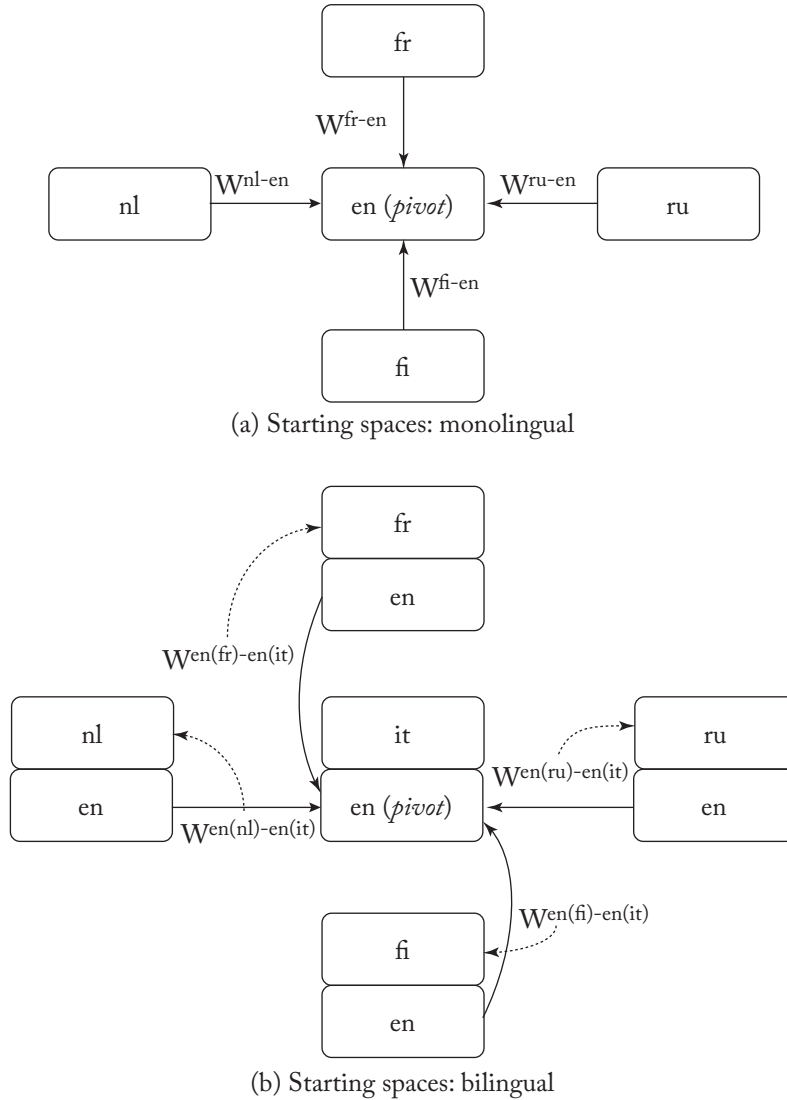 fr
W^fr-en
W^nl-en
W^ru-en
nl
en (pivot)
ru
W^fi-en
fi
(a) Starting spaces: monolingual
fr
en
W^en(fr)-en(it)
nl
it
ru
W^en(ru)-en(it)
en
en (pivot)
en
W^en(nl)-en(it)
W^en(fi)-en(it)
fi
en
(b) Starting spaces: bilingual